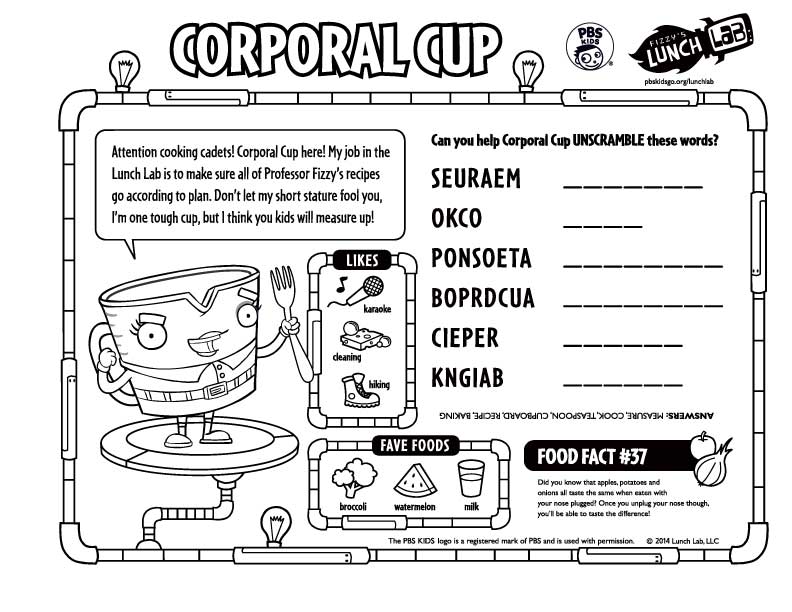 CORPORAL CUP
PBS
KIDS
FIZZY'S
LUNCH LAB
pbskidsgo.org/lunchlab
Attention cooking cadets! Corporal Cup here! My job in the
Lunch Lab is to make sure all of Professor Fizzy's recipes
go according to plan. Don't let my short stature fool you,
I'm one tough cup, but I think you kids will measure up!
LIKES
karaoke
cleaning
hiking
FAVE FOODS
broccoli watermelon milk
Can you help Corporal Cup UNSCRAMBLE these words?
SEURAEM _ _ _ _ _ _ _
OKCO _ _ _ _
PONSOETA _ _ _ _ _ _ _ _
BOPRDCUA _ _ _ _ _ _ _ _
CIEPER _ _ _ _ _ _
KNGIAB _ _ _ _ _ _
ANSWERS: MEASURE, COOK, TEASPOON, CUPBOARD, RECIPE, BAKING
FOOD FACT #37
Did you know that apples, potatoes and
onions all taste the same when eaten with
your nose plugged? Once you unplug your nose though,
you'll be able to taste the difference!
The PBS KIDS logo is a registered mark of PBS and is used with permission. © 2014 Lunch Lab, LLC